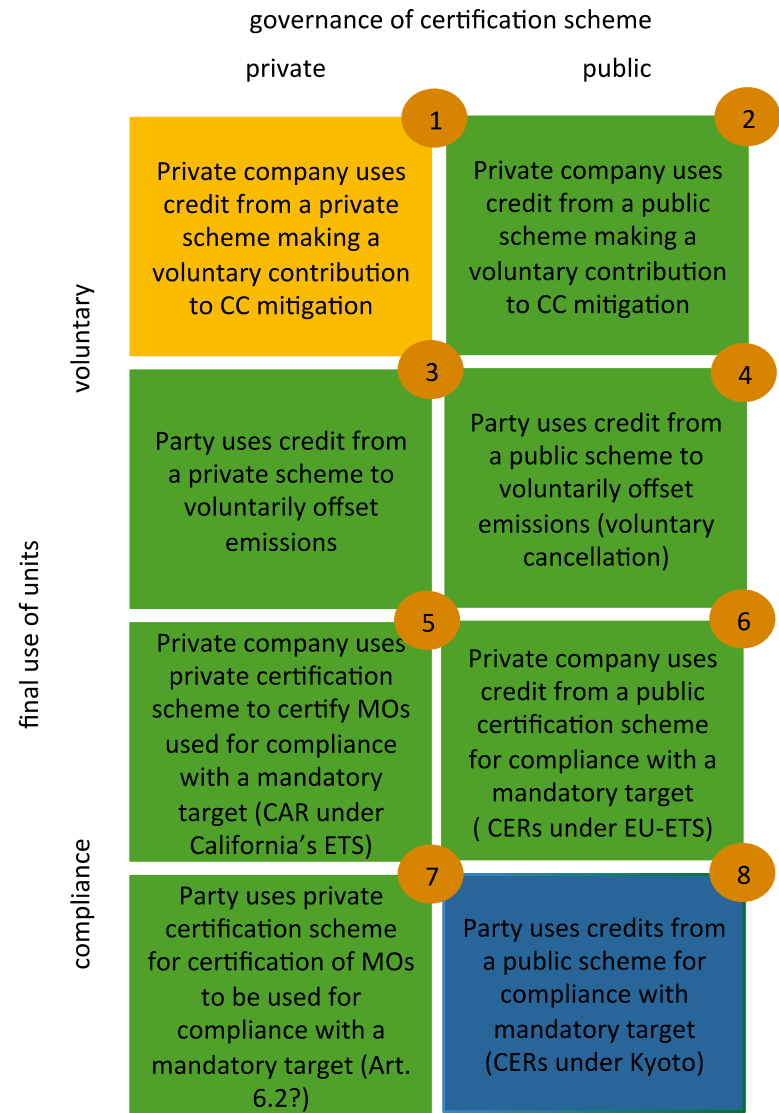 governance of certification scheme
private
public
1
2
Private company uses
credit from a private
scheme making a
voluntary contribution
to CC mitigation
Private company uses
credit from a public
scheme making a
voluntary contribution
to CC mitigation
voluntary
3
4
Party uses credit from
a private scheme to
voluntarily offset
emissions
Party uses credit from
a public scheme to
voluntarily offset
emissions (voluntary
cancellation)
final use of units
5
6
Private company uses
private certification
scheme to certify MOs
used for compliance
with a mandatory
target (CAR under
California’s ETS)
Private company uses
credit from a public
certification scheme
for compliance with a
mandatory target
( CERs under EU-ETS)
compliance
7
8
Party uses private
certification scheme
for certification of MOs
to be used for
compliance with a
mandatory target (Art.
6.2?)
Party uses credits from
a public scheme for
compliance with
mandatory target
(CERs under Kyoto)